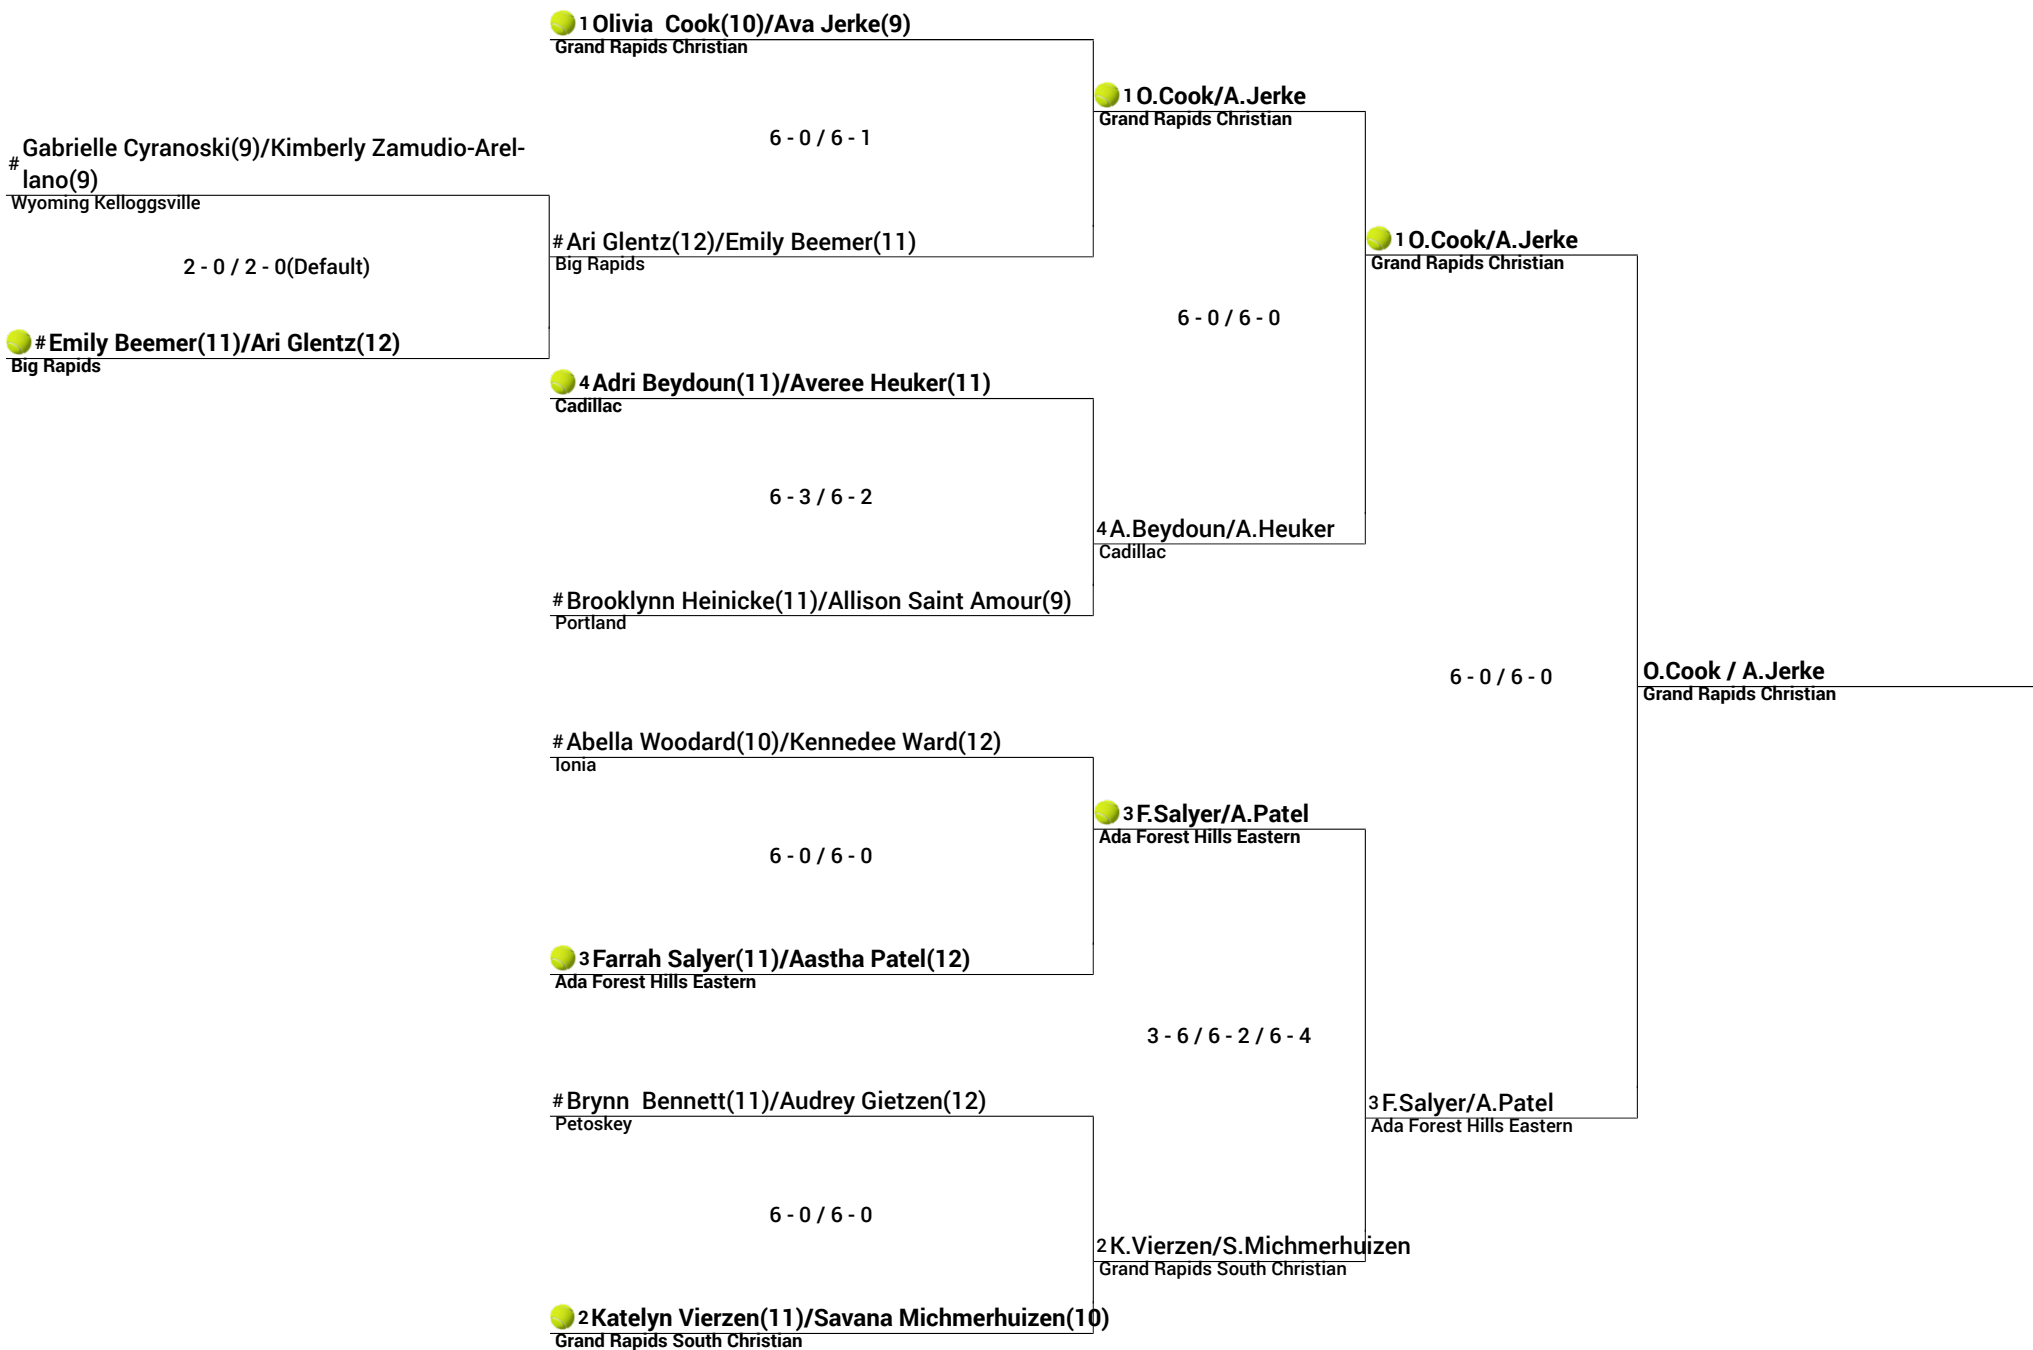 1 Olivia  Cook(10)/Ava Jerke(9)
Grand Rapids Christian
6 - 0 / 6 - 1
1 O.Cook/A.Jerke
Grand Rapids Christian
# Gabrielle Cyranoski(9)/Kimberly Zamudio-Arel-
lano(9)
Wyoming Kelloggsville
2 - 0 / 2 - 0(Default)
# Emily Beemer(11)/Ari Glentz(12)
Big Rapids
# Ari Glentz(12)/Emily Beemer(11)
Big Rapids
1 O.Cook/A.Jerke
Grand Rapids Christian
6 - 0 / 6 - 0
4 Adri Beydoun(11)/Averee Heuker(11)
Cadillac
6 - 3 / 6 - 2
4 A.Beydoun/A.Heuker
Cadillac
# Brooklynn Heinicke(11)/Allison Saint Amour(9)
Portland
6 - 0 / 6 - 0
O.Cook / A.Jerke
Grand Rapids Christian
# Abella Woodard(10)/Kennedee Ward(12)
Ionia
6 - 0 / 6 - 0
3 F.Salyer/A.Patel
Ada Forest Hills Eastern
3 Farrah Salyer(11)/Aastha Patel(12)
Ada Forest Hills Eastern
3 - 6 / 6 - 2 / 6 - 4
3 F.Salyer/A.Patel
Ada Forest Hills Eastern
# Brynn  Bennett(11)/Audrey Gietzen(12)
Petoskey
6 - 0 / 6 - 0
2 K.Vierzen/S.Michmerhuizen
Grand Rapids South Christian
2 Katelyn Vierzen(11)/Savana Michmerhuizen(10)
Grand Rapids South Christian